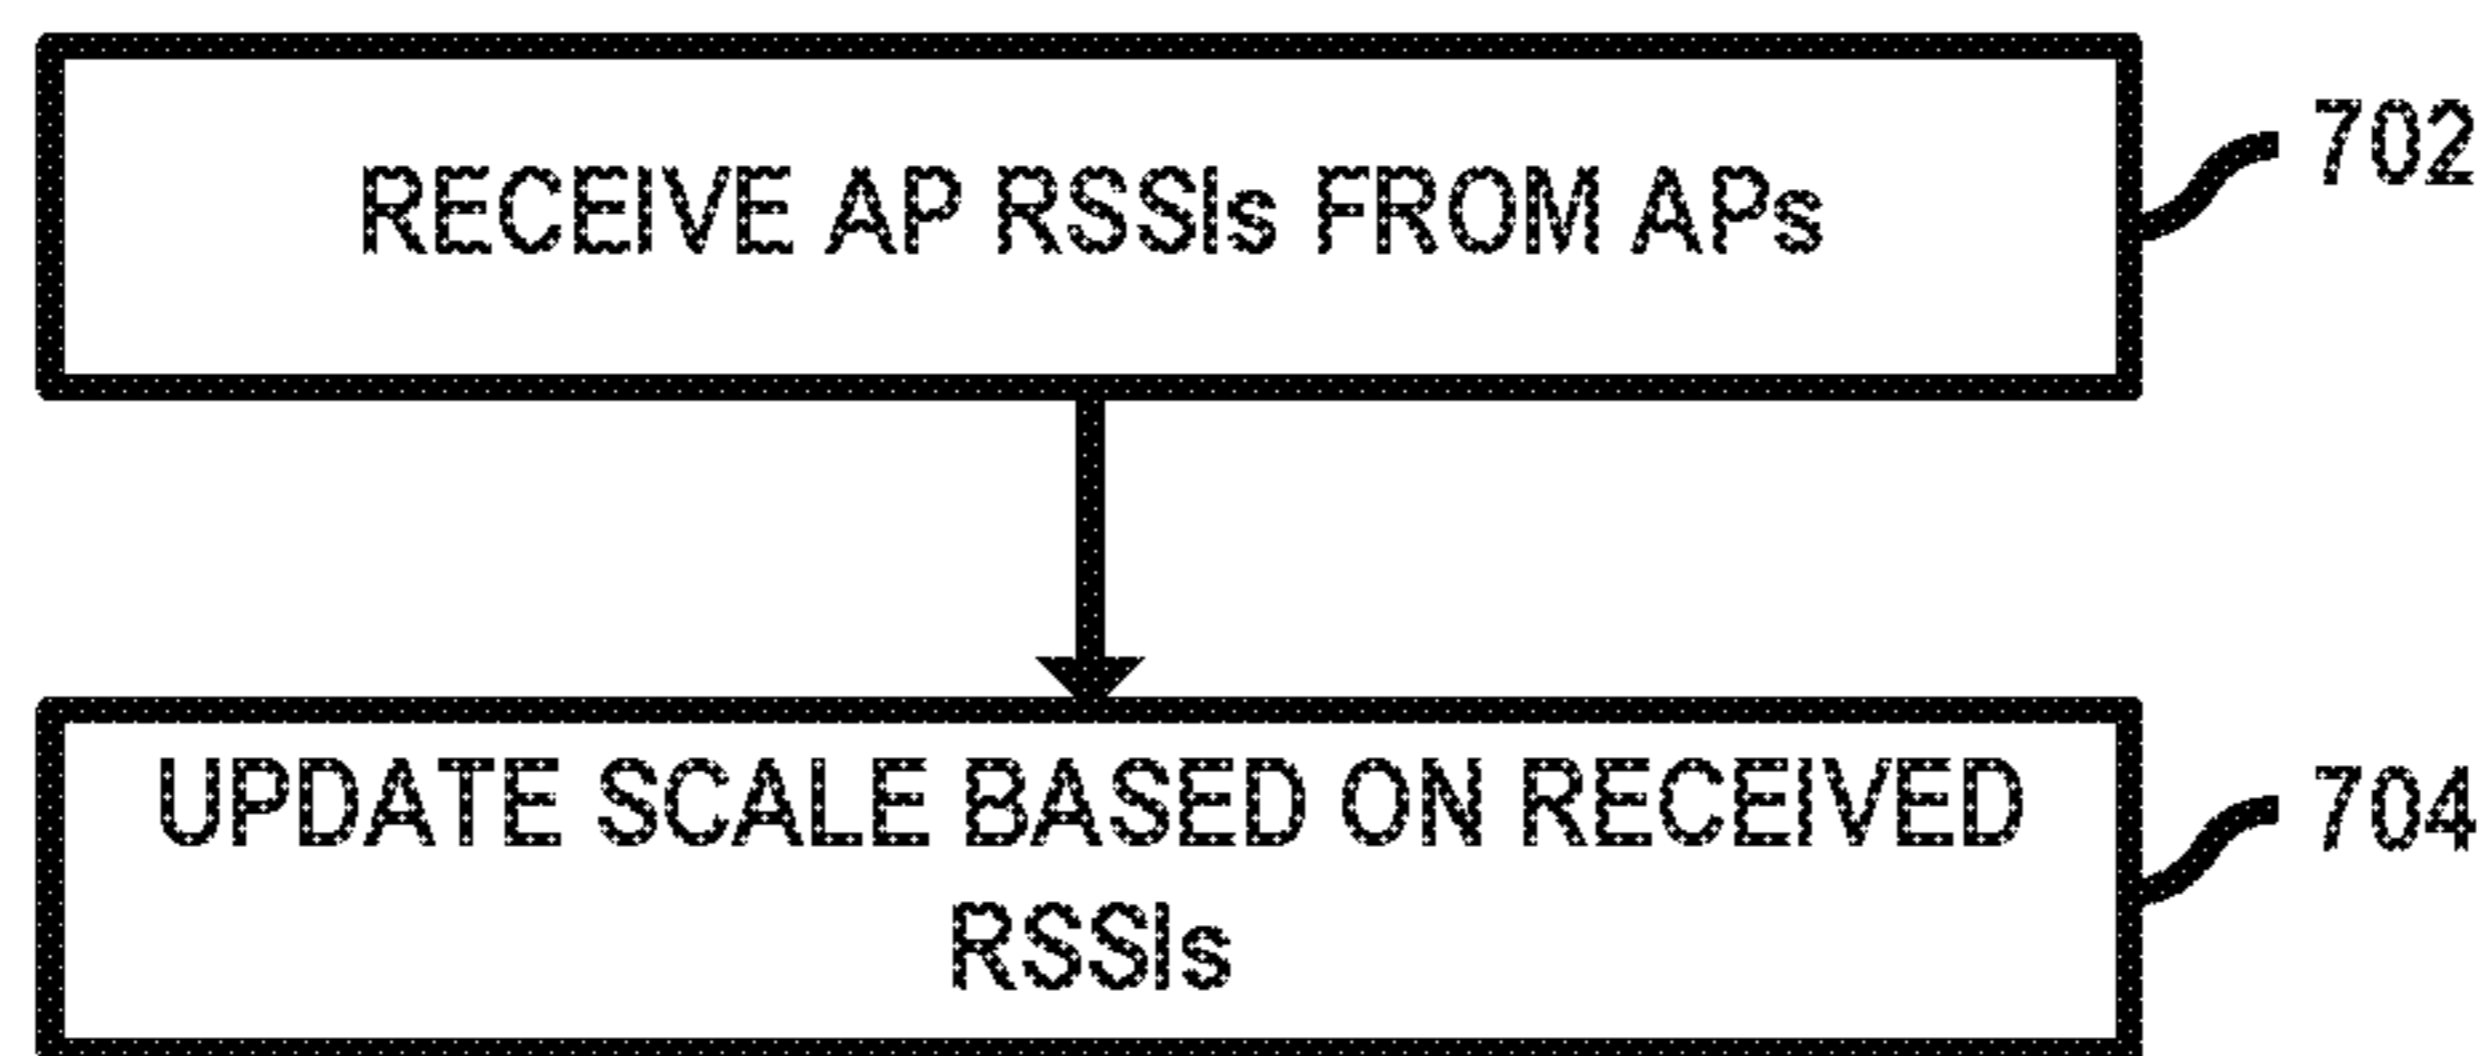 RECEIVE AP RSSIs FROM APs
702
UPDATE SCALE BASED ON RECEIVED
RSSIs
704